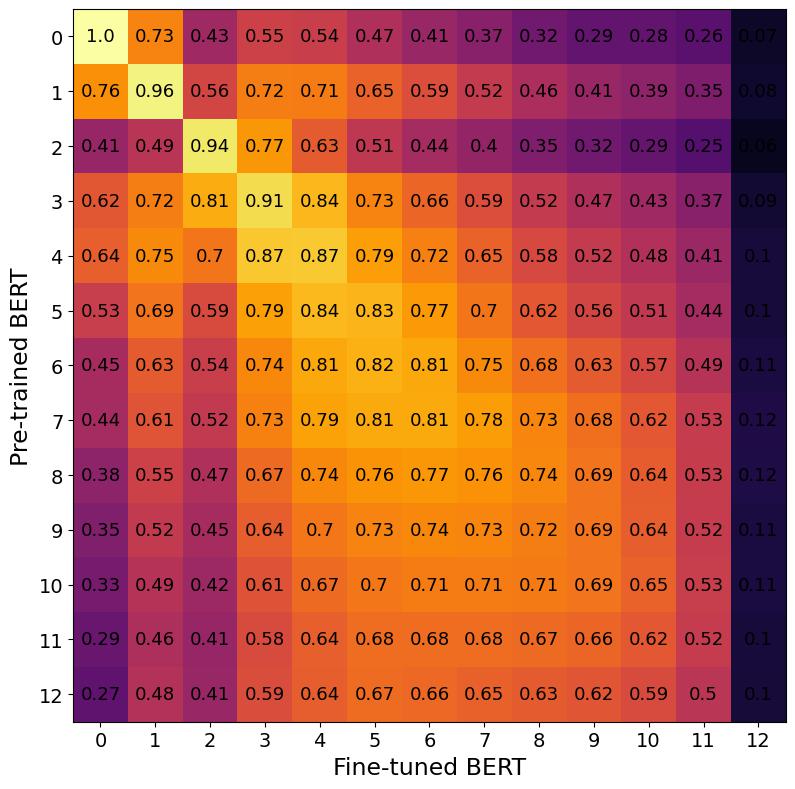 0 1.0 0.73 0.43 0.55 0.54 0.47 0.41 0.37 0.32 0.29 0.28 0.26 0.07
1 0.76 0.96 0.56 0.72 0.71 0.65 0.59 0.52 0.46 0.41 0.39 0.35 0.08
2 0.41 0.49 0.94 0.77 0.63 0.51 0.44 0.4 0.35 0.32 0.29 0.25 0.06
3 0.62 0.72 0.81 0.91 0.84 0.73 0.66 0.59 0.52 0.47 0.43 0.37 0.09
4 0.64 0.75 0.7 0.87 0.87 0.79 0.72 0.65 0.58 0.52 0.48 0.41 0.1
5 0.53 0.69 0.59 0.79 0.84 0.83 0.77 0.7 0.62 0.56 0.51 0.44 0.1
6 0.45 0.63 0.54 0.74 0.81 0.82 0.81 0.75 0.68 0.63 0.57 0.49 0.11
7 0.44 0.61 0.52 0.73 0.79 0.81 0.81 0.78 0.73 0.68 0.62 0.53 0.12
8 0.38 0.55 0.47 0.67 0.74 0.76 0.77 0.76 0.74 0.69 0.64 0.53 0.12
9 0.35 0.52 0.45 0.64 0.7 0.73 0.74 0.73 0.72 0.69 0.64 0.52 0.11
10 0.33 0.49 0.42 0.61 0.67 0.7 0.71 0.71 0.71 0.69 0.65 0.53 0.11
11 0.29 0.46 0.41 0.58 0.64 0.68 0.68 0.68 0.67 0.66 0.62 0.52 0.1
12 0.27 0.48 0.41 0.59 0.64 0.67 0.66 0.65 0.63 0.62 0.59 0.5 0.1
0 1 2 3 4 5 6 7 8 9 10 11 12
Fine-tuned BERT
Pre-trained BERT